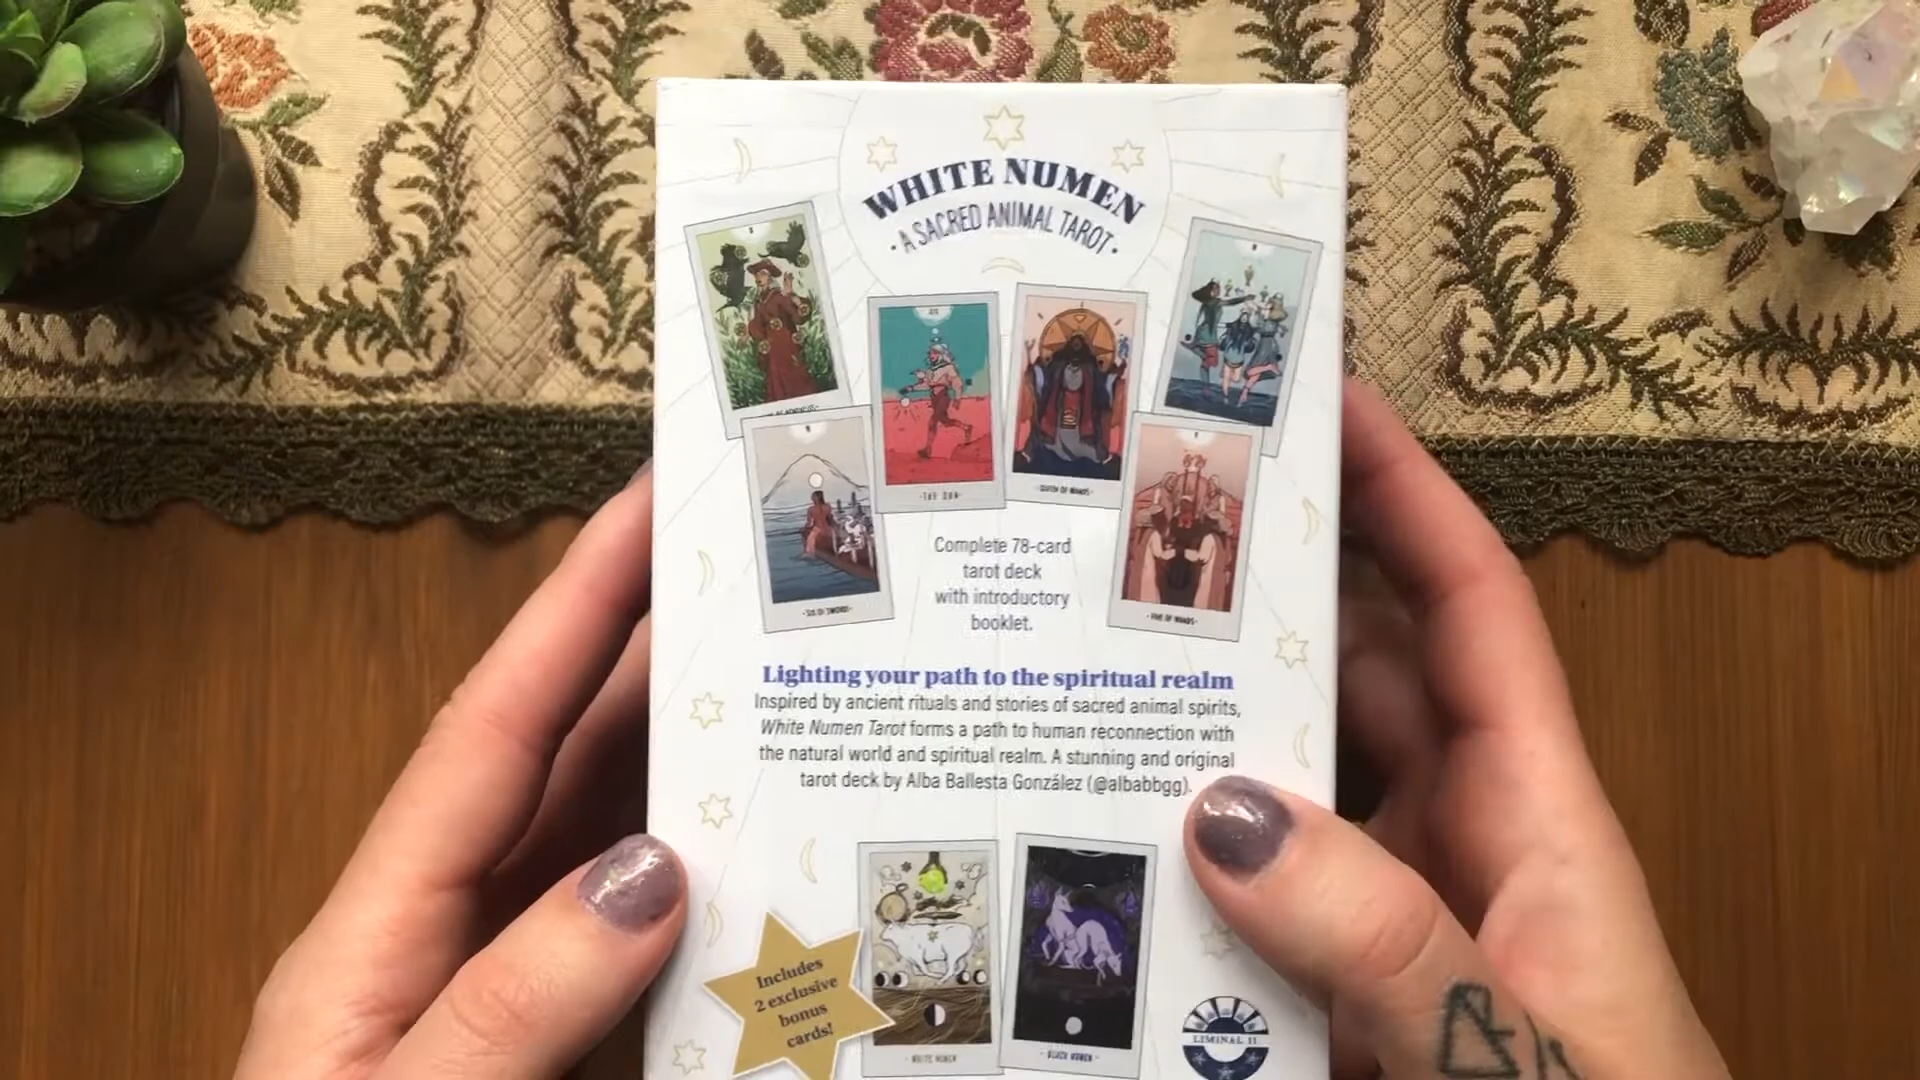 WHITE NUMEN
· A SACRED ANIMAL TAROT ·
· THE SUN ·
· QUEEN OF WANDS ·
· SIX OF SWORDS ·
· FIVE OF WANDS ·
Complete 78-card
tarot deck
with introductory
booklet.
Lighting your path to the spiritual realm
Inspired by ancient rituals and stories of sacred animal spirits,
White Numen Tarot forms a path to human reconnection with
the natural world and spiritual realm. A stunning and original
tarot deck by Alba Ballesta González (@albabbgg).
Includes
2 exclusive
bonus
cards!
· WHITE NUMEN ·
· BLACK NUMEN ·
LIMINAL 11